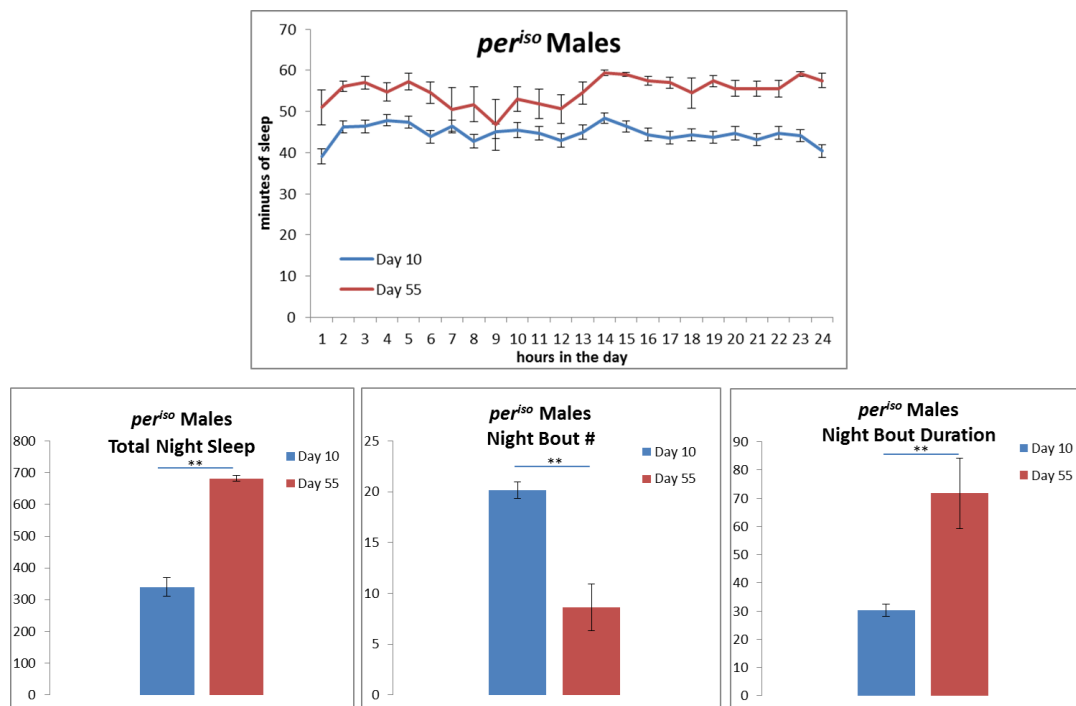 per^iso Males
70
60
50
40
30
20
10
0
minutes of sleep
Day 10
Day 55
1 2 3 4 5 6 7 8 9 10 11 12 13 14 15 16 17 18 19 20 21 22 23 24
hours in the day
per^iso Males
Total Night Sleep
800
700
600
500
400
300
200
100
0
**
Day 10
Day 55
per^iso Males
Night Bout #
25
20
15
10
5
0
**
Day 10
Day 55
per^iso Males
Night Bout Duration
90
80
70
60
50
40
30
20
10
0
**
Day 10
Day 55